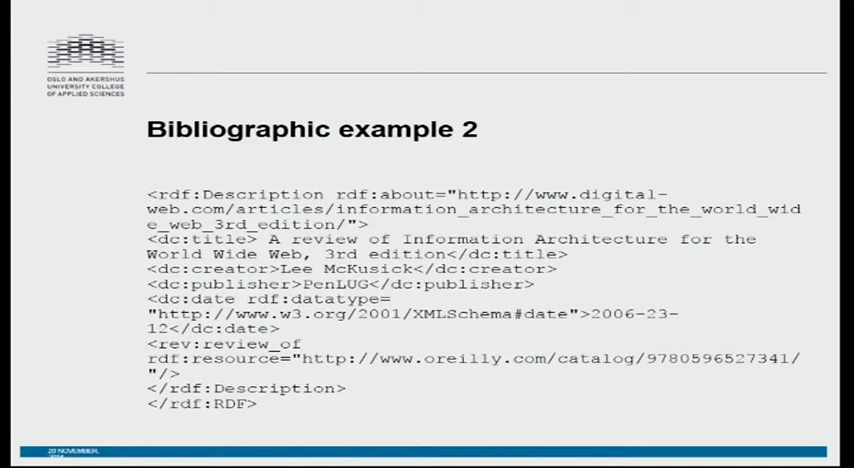 OSLO AND AKERSHUS
UNIVERSITY COLLEGE
OF APPLIED SCIENCES
Bibliographic example 2
<rdf:Description rdf:about="http://www.digital-
web.com/articles/information_architecture_for_the_world_wid
e_web_3rd_edition/">
<dc:title> A review of Information Architecture for the
World Wide Web, 3rd edition</dc:title>
<dc:creator>Lee McKusick</dc:creator>
<dc:publisher>PenLUG</dc:publisher>
<dc:date rdf:datatype=
"http://www.w3.org/2001/XMLSchema#date">2006-23-
12</dc:date>
<rev:review_of
rdf:resource="http://www.oreilly.com/catalog/9780596527341/
"/>
</rdf:Description>
</rdf:RDF>
20 NOVEMBER,